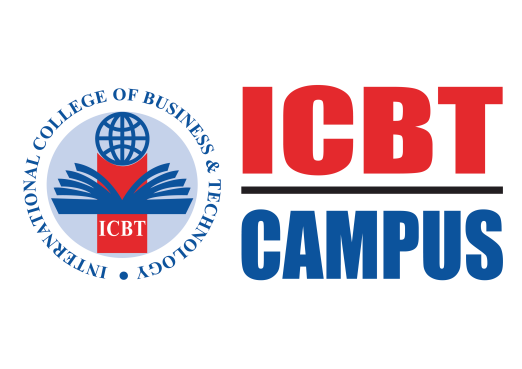 INTERNATIONAL COLLEGE OF BUSINESS & TECHNOLOGY •
ICBT
ICBT
CAMPUS